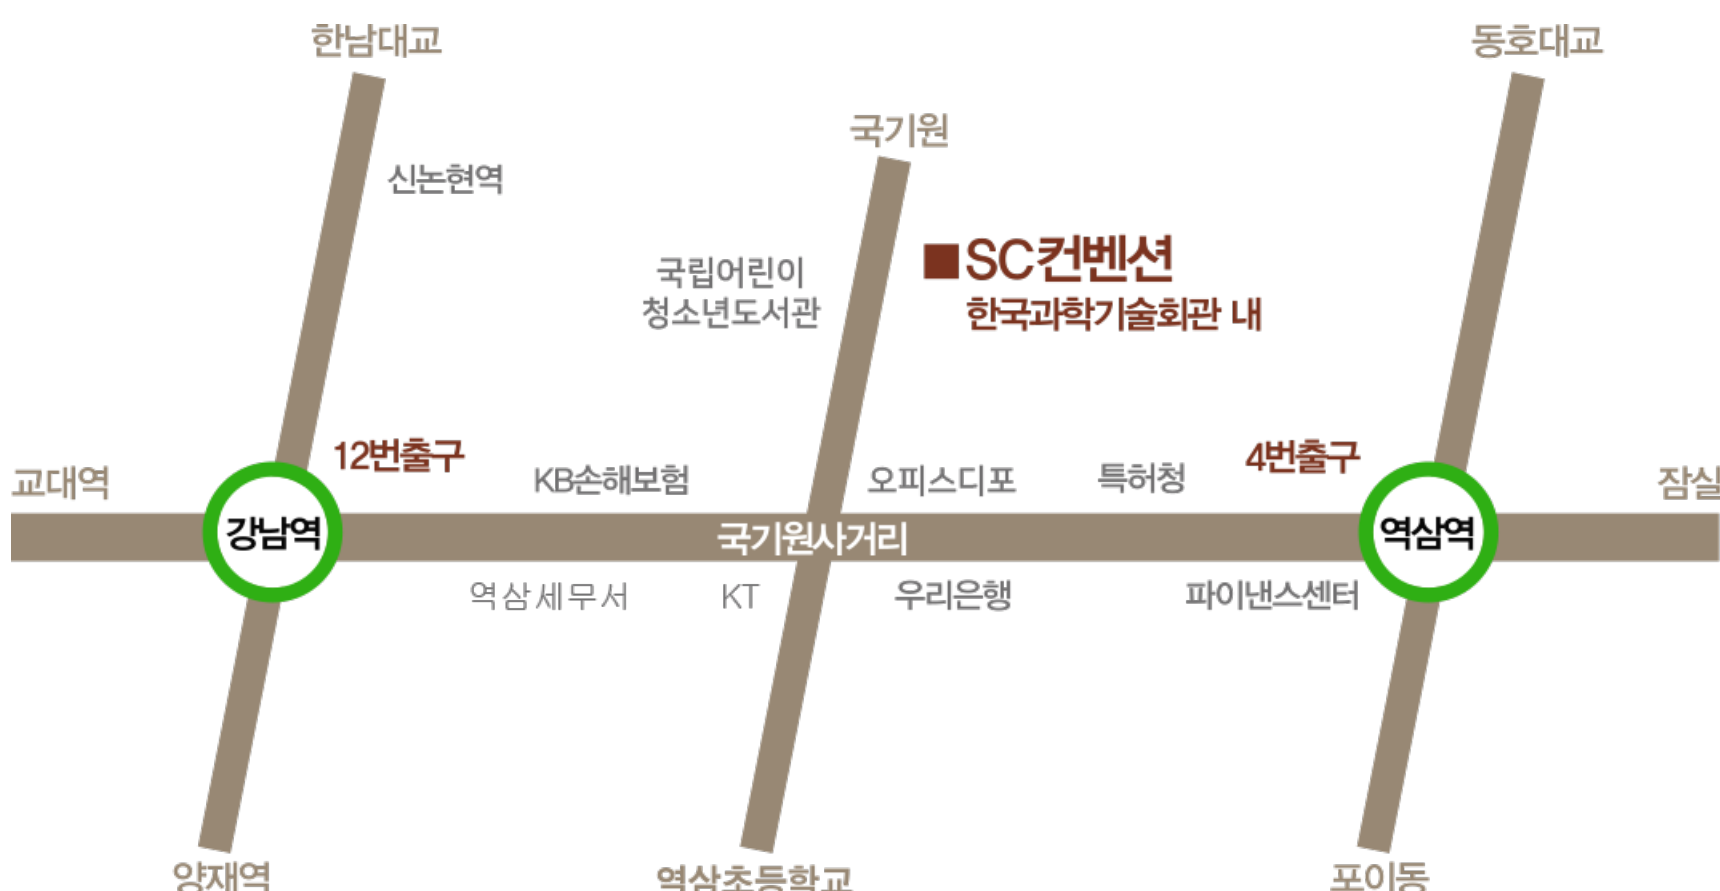 한남대교
동호대교
국기원
신논현역
SC컨벤션
국립어린이
청소년도서관
한국과학기술회관 내
12번출구
4번출구
교대역
KB손해보험
오피스디포
특허청
잠실
강남역
국기원사거리
역삼역
역삼세무서
KT
우리은행
파이낸스센터
양재역
역삼초등학교
포이동